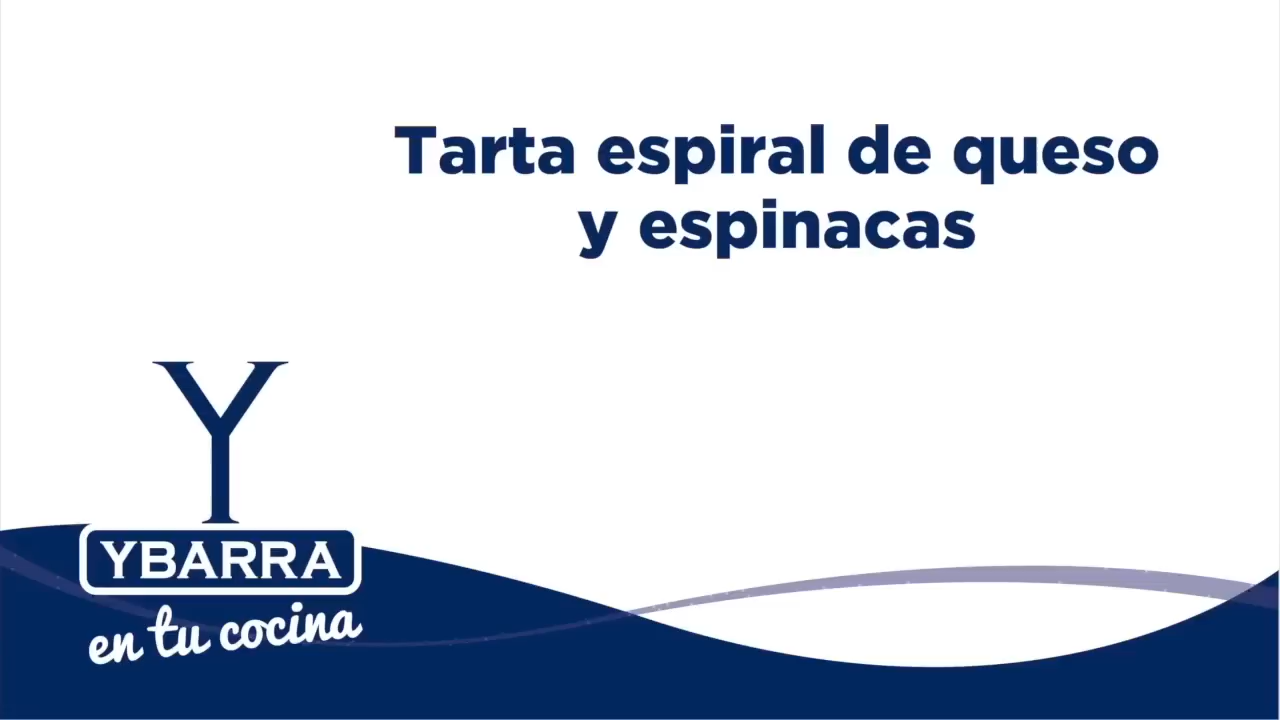 Tarta espiral de queso
y espinacas
Y
YBARRA
en tu cocina